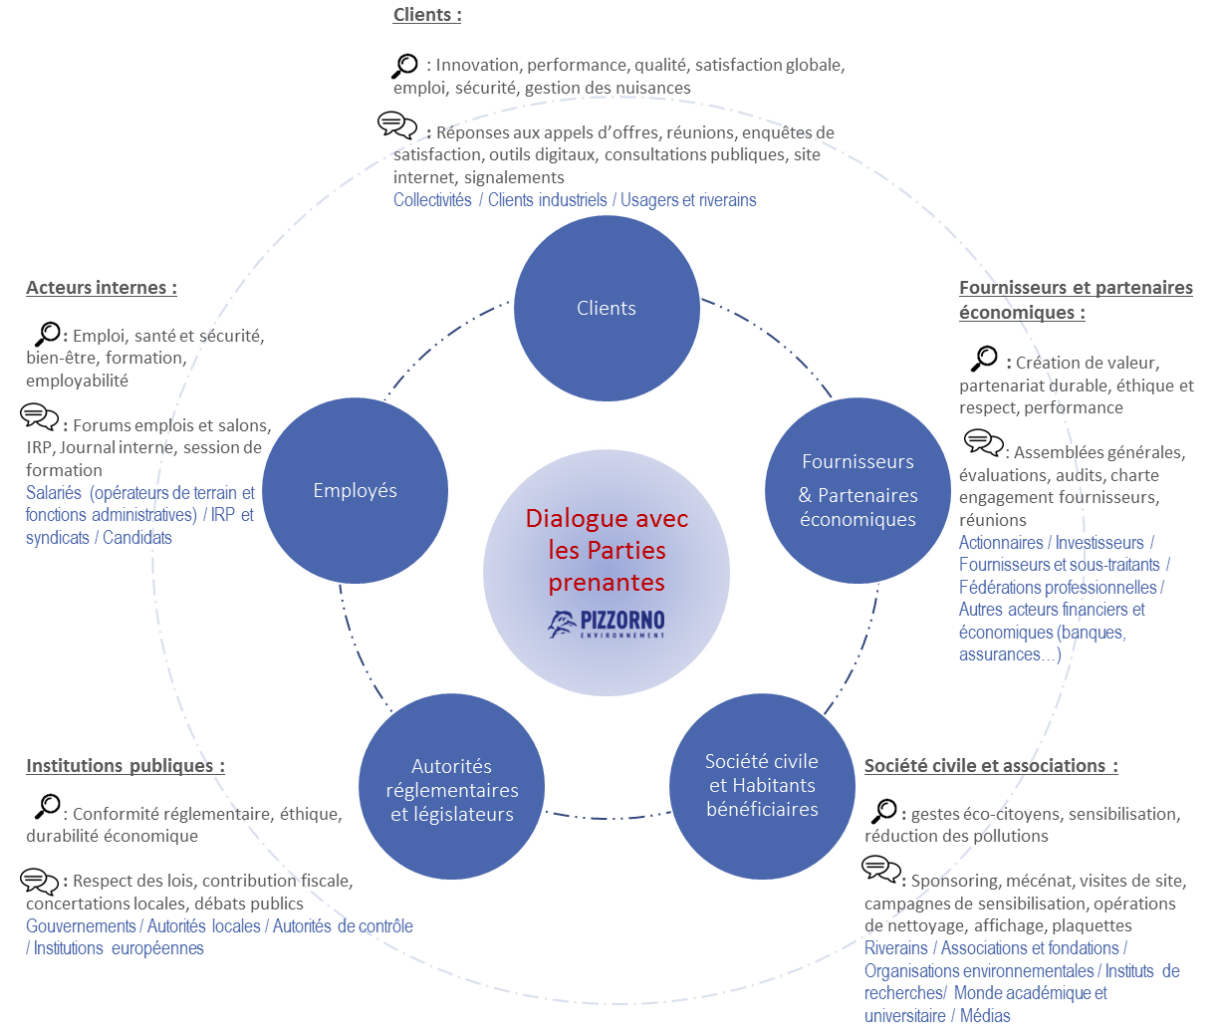 Clients :
: Innovation, performance, qualité, satisfaction globale,
emploi, sécurité, gestion des nuisances
: Réponses aux appels d’offres, réunions, enquêtes de
satisfaction, outils digitaux, consultations publiques, site
internet, signalements
Collectivités / Clients industriels / Usagers et riverains
Acteurs internes :
: Emploi, santé et sécurité,
bien-être, formation,
employabilité
: Forums emplois et salons,
IRP, Journal interne, session de
formation
Salariés (opérateurs de terrain et
fonctions administratives) / IRP et
syndicats / Candidats
Fournisseurs et partenaires
économiques :
: Création de valeur,
partenariat durable, éthique et
respect, performance
: Assemblées générales,
évaluations, audits, charte
engagement fournisseurs,
réunions
Actionnaires / Investisseurs /
Fournisseurs et sous-traitants /
Fédérations professionnelles /
Autres acteurs financiers et
économiques (banques,
assurances…)
Clients
Employés
Fournisseurs
& Partenaires
économiques
Dialogue avec
les Parties
prenantes
PIZZORNO
ENVIRONNEMENT
Autorités
réglementaires
et législateurs
Société civile
et Habitants
bénéficiaires
Institutions publiques :
: Conformité réglementaire, éthique,
durabilité économique
: Respect des lois, contribution fiscale,
concertations locales, débats publics
Gouvernements / Autorités locales / Autorités de contrôle
/ Institutions européennes
Société civile et associations :
: gestes éco-citoyens, sensibilisation,
réduction des pollutions
: Sponsoring, mécénat, visites de site,
campagnes de sensibilisation, opérations
de nettoyage, affichage, plaquettes
Riverains / Associations et fondations /
Organisations environnementales / Instituts de
recherches/ Monde académique et
universitaire / Médias